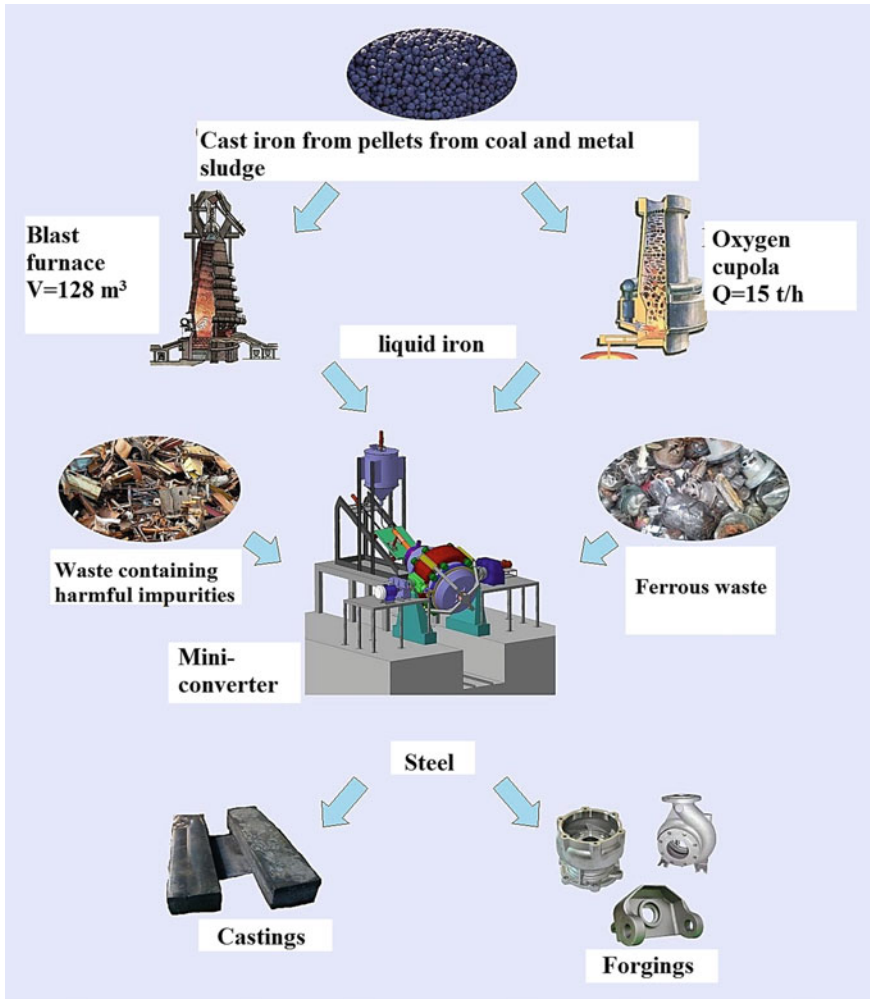 Cast iron from pellets from coal and metal
sludge
Blast
furnace
V=128 m³
Oxygen
cupola
Q=15 t/h
liquid iron
Waste containing
harmful impurities
Ferrous waste
Mini-
converter
Steel
Castings
Forgings